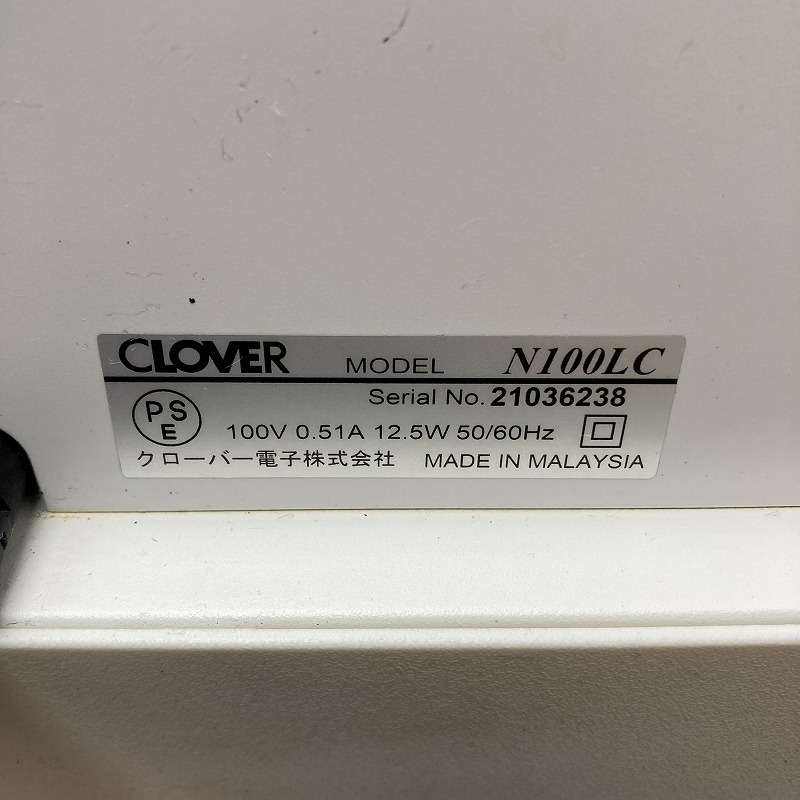 CLOVER MODEL N100LC
Serial No. 21036238
PS
E
100V 0.51A 12.5W 50/60Hz
クローバー電子株式会社 MADE IN MALAYSIA